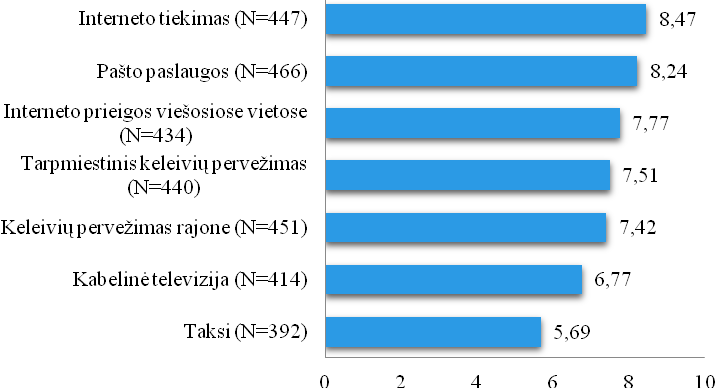 Interneto tiekimas (N=447)
8,47
Pašto paslaugos (N=466)
8,24
Interneto prieigos viešosiose vietose
(N=434)
7,77
Tarpmiestinis keleivių pervežimas
(N=440)
7,51
Keleivių pervežimas rajone (N=451)
7,42
Kabelinė televizija (N=414)
6,77
Taksi (N=392)
5,69
0 2 4 6 8 10